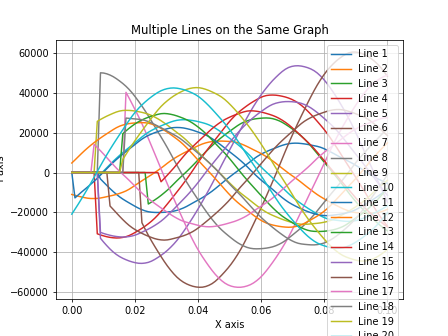 Multiple Lines on the Same Graph
60000
40000
20000
0
−20000
−40000
−60000
axis
0.00
0.02
0.04
0.06
X axis
Line 1
Line 2
Line 3
Line 4
Line 5
Line 6
Line 7
Line 8
Line 9
Line 10
Line 11
Line 12
Line 13
Line 14
Line 15
Line 16
Line 17
Line 18
Line 19
Line 20